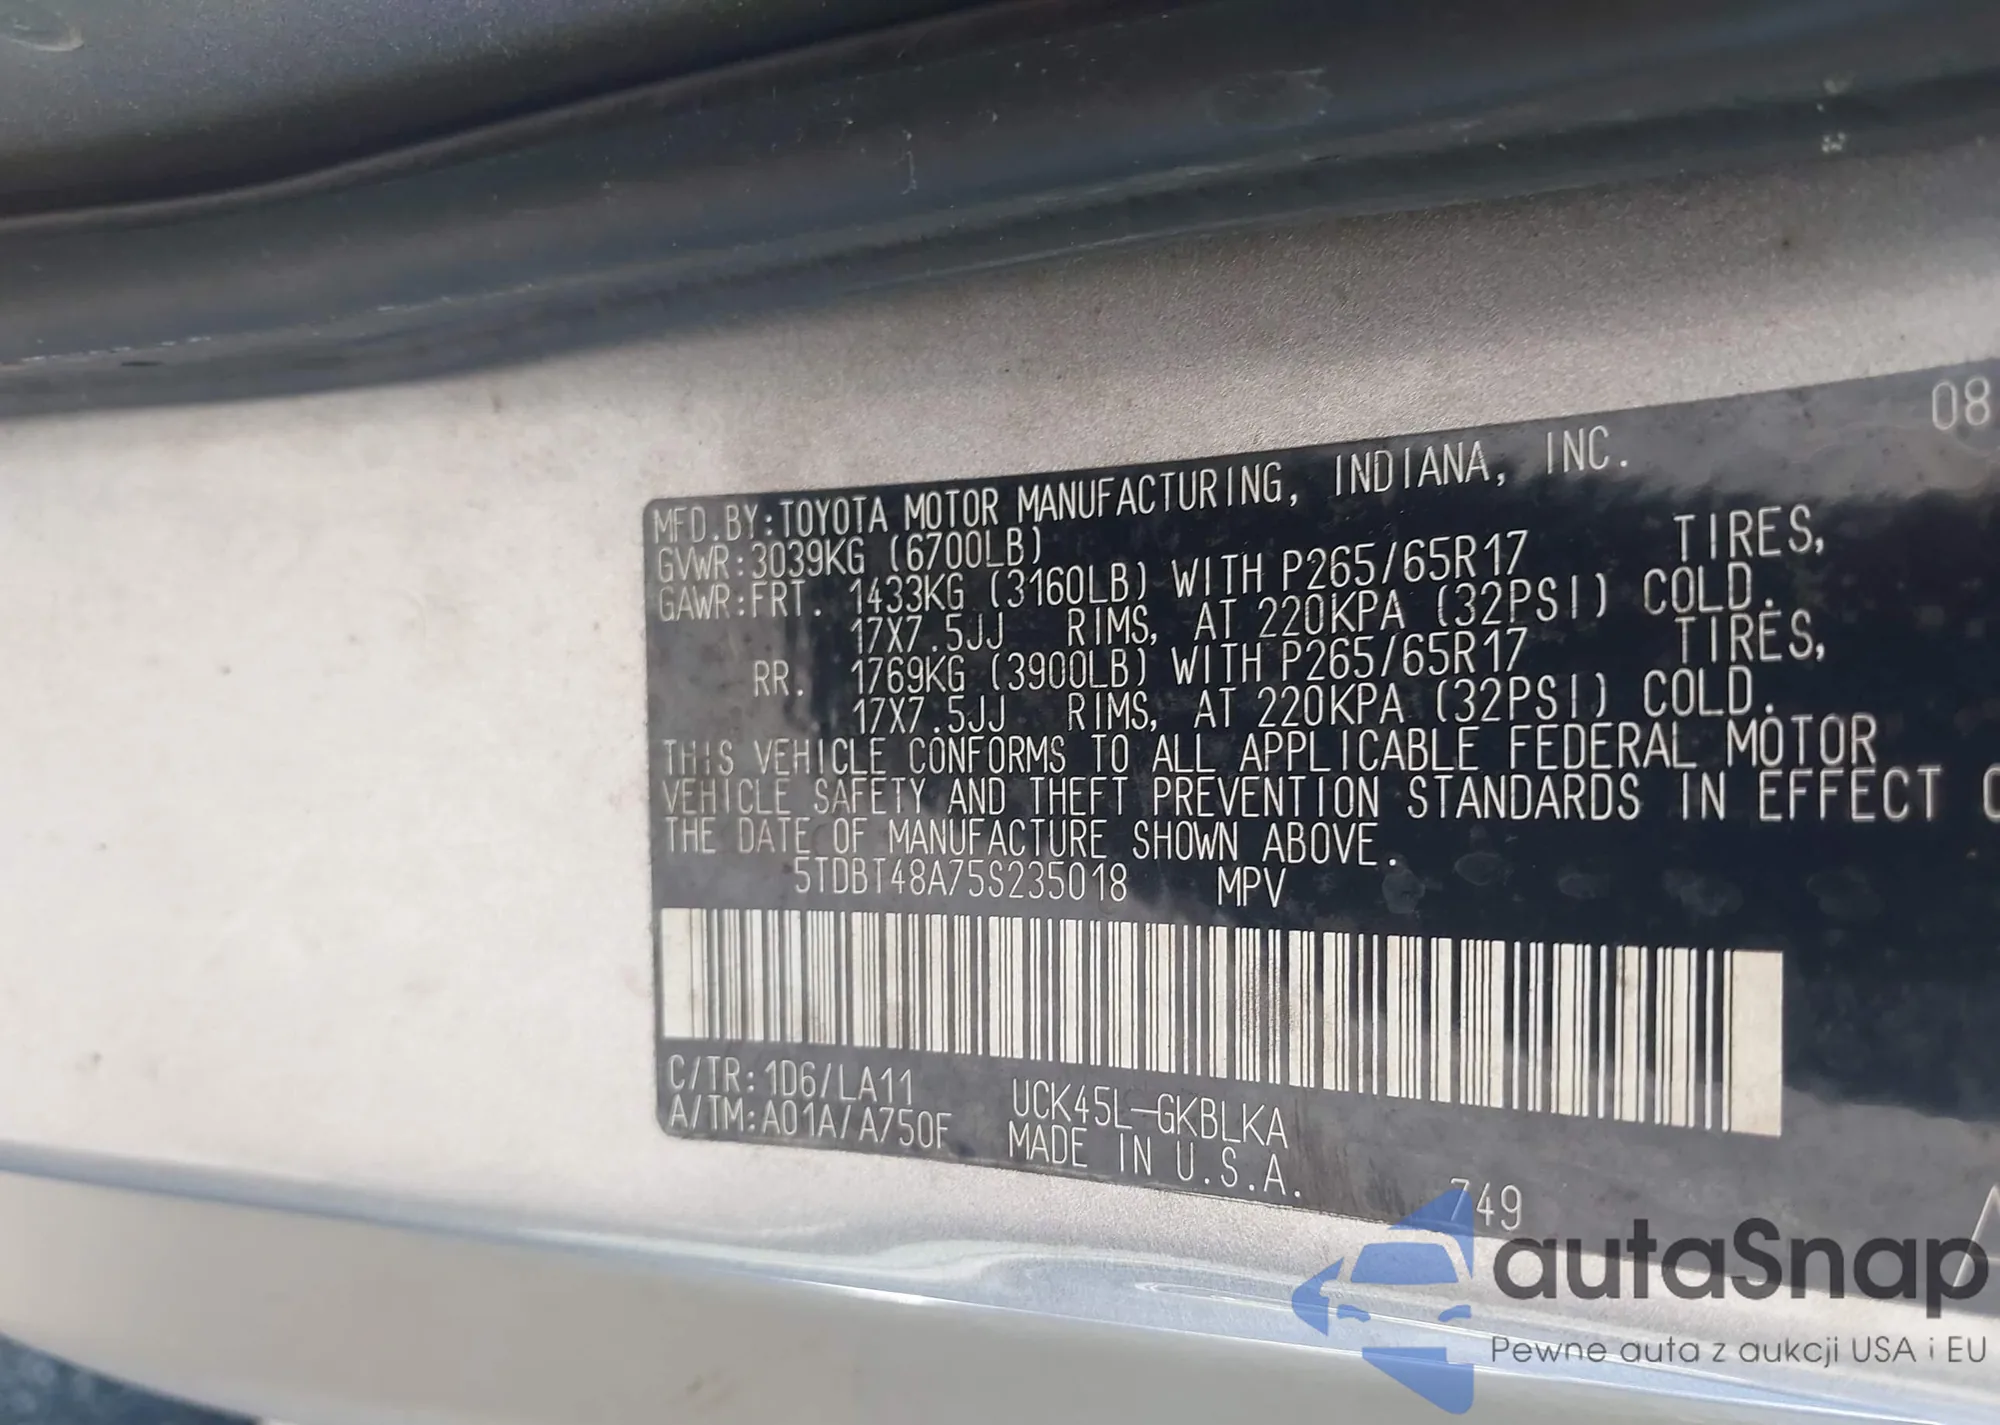 08
MFD.BY:TOYOTA MOTOR MANUFACTURING, INDIANA, INC.
GVWR:3039KG (6700LB)
GAWR:FRT. 1433KG (3160LB) WITH P265/65R17 TIRES,
17X7.5JJ RIMS, AT 220KPA (32PSI) COLD.
RR. 1769KG (3900LB) WITH P265/65R17 TIRES,
17X7.5JJ RIMS, AT 220KPA (32PSI) COLD.
THIS VEHICLE CONFORMS TO ALL APPLICABLE FEDERAL MOTOR
VEHICLE SAFETY AND THEFT PREVENTION STANDARDS IN EFFECT
THE DATE OF MANUFACTURE SHOWN ABOVE.
5TDBT48A75S235018 MPV
C/TR:1D6/LA11 UCK45L-GKBLKA
A/TM:A01A/A750F MADE IN U.S.A.
749
autaSnap
Pewne auta z aukcji USA i EU